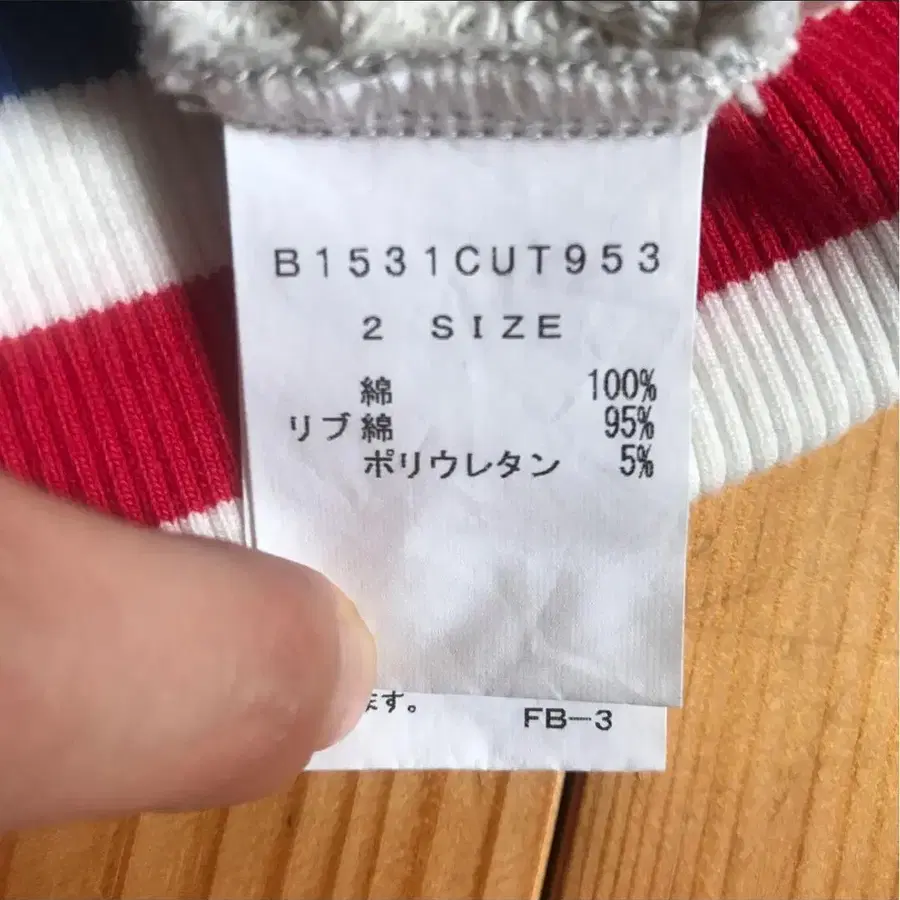 B1531CUT953
2 SIZE
綿 100%
リブ 綿 95%
ポリウレタン 5%
ます。 FB-3